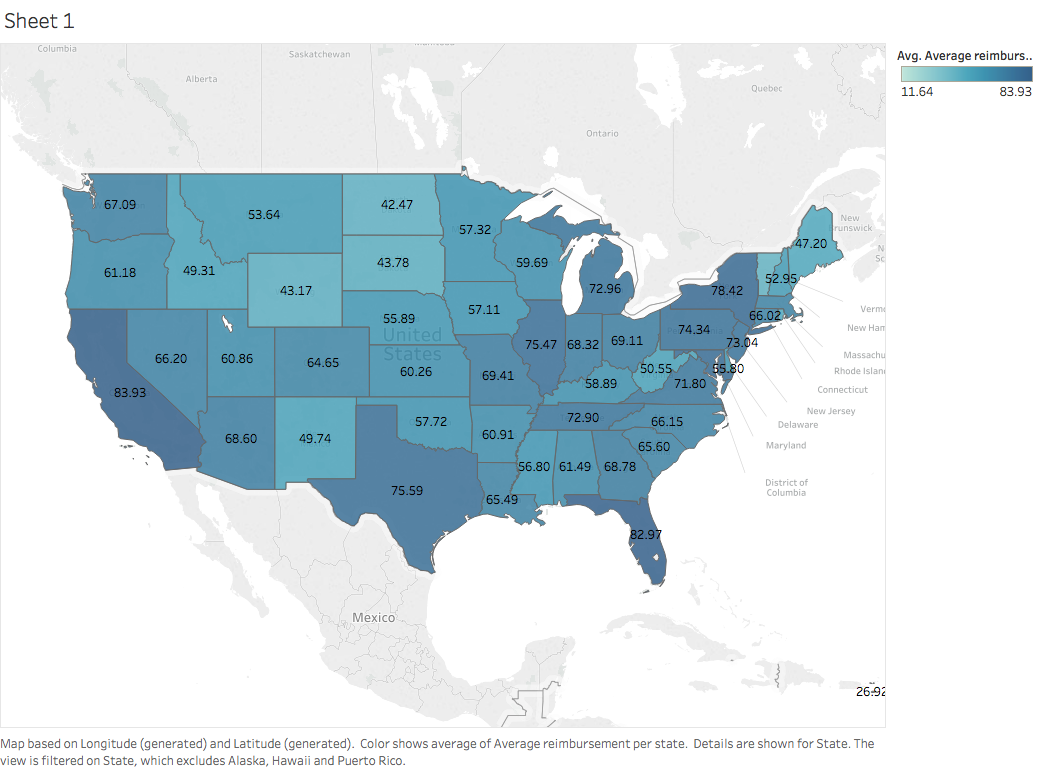 Sheet 1
Columbia
Saskatchewan
Alberta
Quebec
Ontario
Avg. Average reimburs..
11.64 83.93
67.09
53.64
42.47
57.32
New
47.20
61.18
49.31
43.78
59.69
52.95
43.17
72.96
78.42
55.89
57.11
66.02
Verm
United
States
New Ham
66.20
60.86
64.65
60.26
69.41
75.47
68.32
69.11
74.34
73.04
Massachu
Rhode Islan
83.93
58.89
50.55
71.80
55.80
Connecticut
New Jersey
68.60
49.74
57.72
60.91
72.90
66.15
Delaware
Maryland
75.59
65.49
56.80
61.49
68.78
65.60
District of
Columbia
82.97
Mexico
26.92
Map based on Longitude (generated) and Latitude (generated).  Color shows average of Average reimbursement per state.  Details are shown for State. The
view is filtered on State, which excludes Alaska, Hawaii and Puerto Rico.